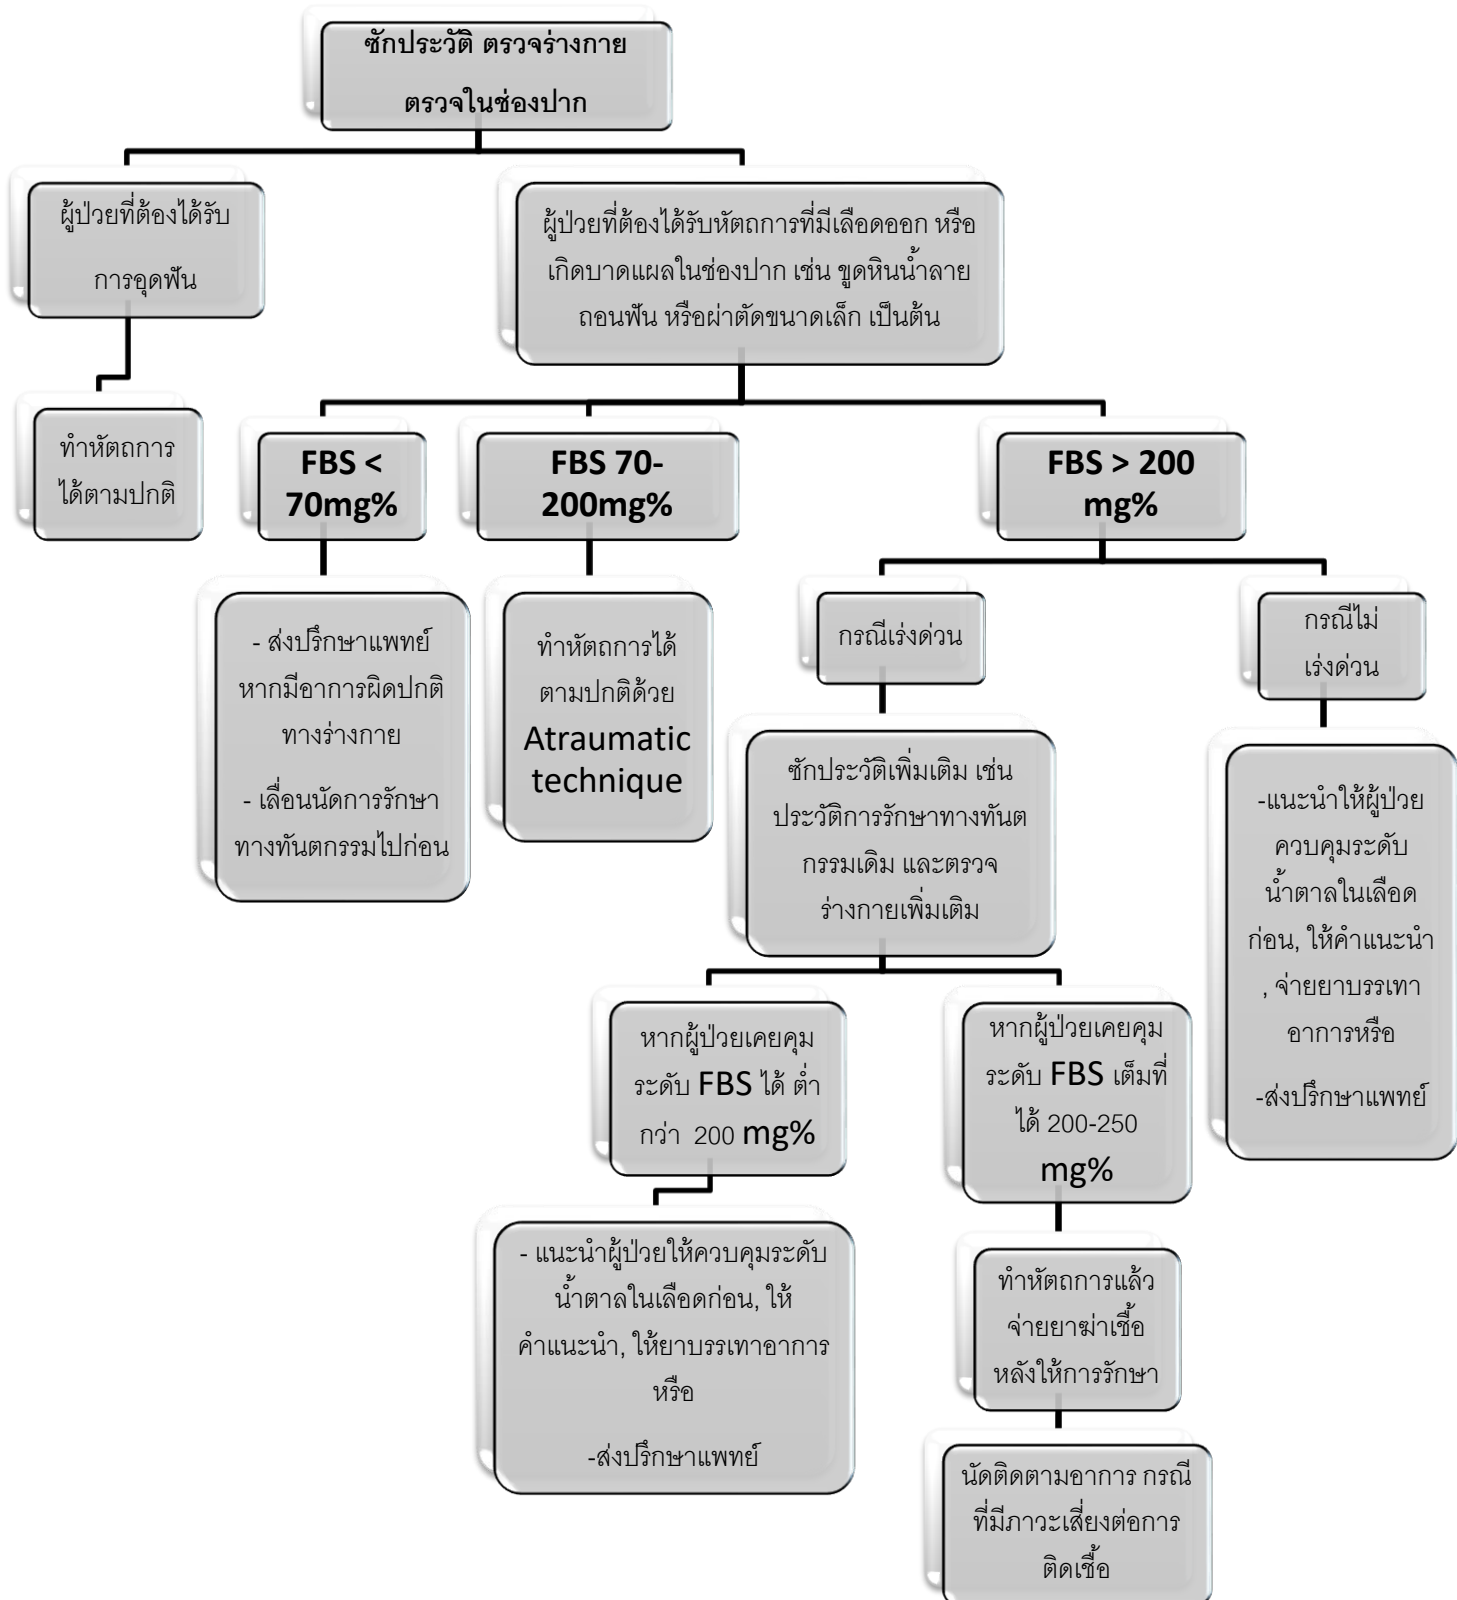 ซักประวัติ ตรวจร่างกาย
ตรวจในช่องปาก
ผู้ป่วยที่ต้องได้รับ
การอุดฟัน
ผู้ป่วยที่ต้องได้รับหัตถการที่มีเลือดออก หรือ
เกิดบาดแผลในช่องปาก เช่น ขูดหินน้ำลาย
ถอนฟัน หรือผ่าตัดขนาดเล็ก เป็นต้น
ทำหัตถการ
ได้ตามปกติ
FBS <
70mg%
FBS 70-
200mg%
FBS > 200
mg%
- ส่งปรึกษาแพทย์
หากมีอาการผิดปกติ
ทางร่างกาย
- เลื่อนนัดการรักษา
ทางทันตกรรมไปก่อน
ทำหัตถการได้
ตามปกติด้วย
Atraumatic
technique
กรณีเร่งด่วน
กรณีไม่
เร่งด่วน
ซักประวัติเพิ่มเติม เช่น
ประวัติการรักษาทางทันต
กรรมเดิม และตรวจ
ร่างกายเพิ่มเติม
-แนะนำให้ผู้ป่วย
ควบคุมระดับ
น้ำตาลในเลือด
ก่อน, ให้คำแนะนำ
, จ่ายยาบรรเทา
อาการหรือ
-ส่งปรึกษาแพทย์
หากผู้ป่วยเคยคุม
ระดับ FBS ได้ ต่ำ
กว่า 200 mg%
หากผู้ป่วยเคยคุม
ระดับ FBS เต็มที่
ได้ 200-250
mg%
- แนะนำผู้ป่วยให้ควบคุมระดับ
น้ำตาลในเลือดก่อน, ให้
คำแนะนำ, ให้ยาบรรเทาอาการ
หรือ
-ส่งปรึกษาแพทย์
ทำหัตถการแล้ว
จ่ายยาฆ่าเชื้อ
หลังให้การรักษา
นัดติดตามอาการ กรณี
ที่มีภาวะเสี่ยงต่อการ
ติดเชื้อ